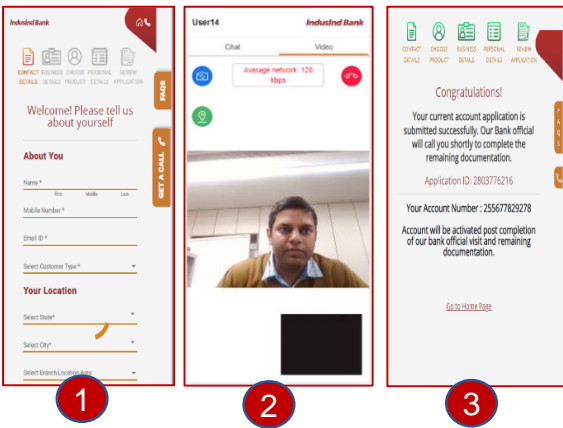 IndusInd Bank
CONTACT DETAILS
BUSINESS DETAILS
CHOOSE PRODUCT
PERSONAL DETAILS
REVIEW APPLICATION
FAQS
Welcome! Please tell us
about yourself
GET A CALL
About You
Name *
First Middle Last
Mobile Number *
Email ID *
Select Customer Type *
Your Location
Select State*
Select City*
Select Branch Location Area
1
User14
IndusInd Bank
Chat Video
Average network: 128
kbps
2
CONTACT DETAILS
CHOOSE DETAILS
BUSINESS DETAILS
PERSONAL DETAILS
REVIEW APPLICATION
FAQS
Congratulations!
Your current account application is
submitted successfully. Our Bank official
will call you shortly to complete the
remaining documentation.
Application ID: 2803776216
Your Account Number : 255677829278
Account will be activated post completion
of our bank official visit and remaining
documentation.
Go to Home Page
3